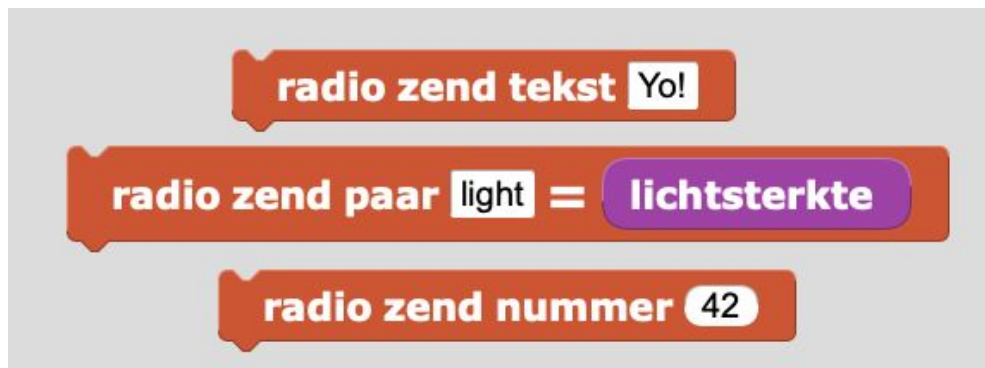 radio zend tekst Yo!
radio zend paar light = lichtsterkte
radio zend nummer 42